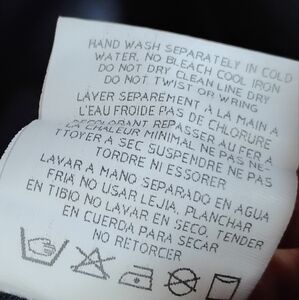 HAND WASH SEPARATELY IN COLD
WATER, NO BLEACH COOL IRON
DO NOT DRY CLEAN LINE DRY
DO NOT TWIST OR WRING
LAVER SEPAREMENT À LA MAIN A
L'EAU FROIDE PAS DE CHLORURE
REPASSER AU FER A
LA CHALEUR MINIMAL NE PAS NE
TTOYER A SEC SUSPENDRE NE PAS
TORDRE NI ESSORER
LAVAR A MANO SEPARADO EN AGUA
FRIA NO USAR LEJIA, PLANCHAR
EN TIBIO NO LAVAR EN SECO, TENDER
EN CUERDA PARA SECAR
NO RETORCER